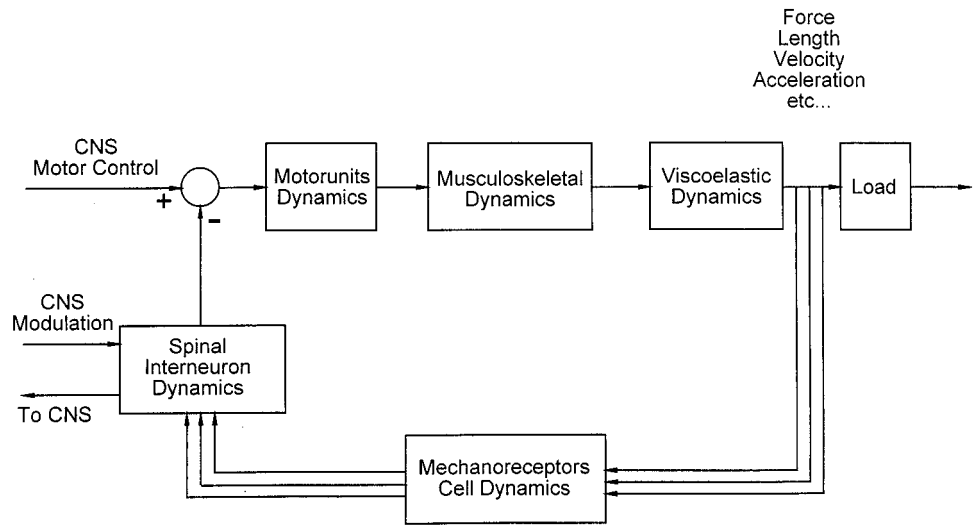 Force
Length
Velocity
Acceleration
etc...
CNS
Motor Control
+
-
Motorunits
Dynamics
Musculoskeletal
Dynamics
Viscoelastic
Dynamics
Load
CNS
Modulation
Spinal
Interneuron
Dynamics
To CNS
Mechanoreceptors
Cell Dynamics